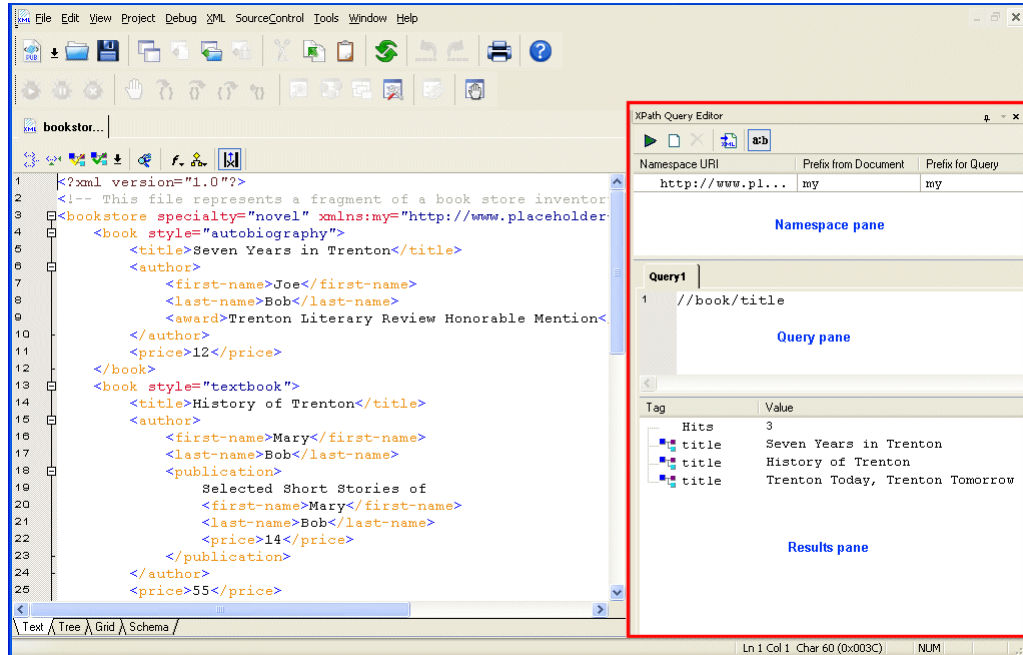 File Edit View Project Debug XML SourceControl Tools Window Help
bookstor...
1 <?xml version="1.0"?>
2 <!-- This file represents a fragment of a book store inventor
3 <bookstore specialty="novel" xmlns:my="http://www.placeholder-
4 <book style="autobiography">
5 <title>Seven Years in Trenton</title>
6 <author>
7 <first-name>Joe</first-name>
8 <last-name>Bob</last-name>
9 <award>Trenton Literary Review Honorable Mention<
10 </author>
11 <price>12</price>
12 </book>
13 <book style="textbook">
14 <title>History of Trenton</title>
15 <author>
16 <first-name>Mary</first-name>
17 <last-name>Bob</last-name>
18 <publication>
19 Selected Short Stories of
20 <first-name>Mary</first-name>
21 <last-name>Bob</last-name>
22 <price>14</price>
23 </publication>
24 </author>
25 <price>55</price>
Text Tree Grid Schema
XPath Query Editor
a:b
Namespace URI Prefix from Document Prefix for Query
http://www.pl... my my
Namespace pane
Query1
1 //book/title
Query pane
Tag Value
Hits 3
title Seven Years in Trenton
title History of Trenton
title Trenton Today, Trenton Tomorrow
Results pane
Ln 1 Col 1 Char 60 (0x003C) NUM